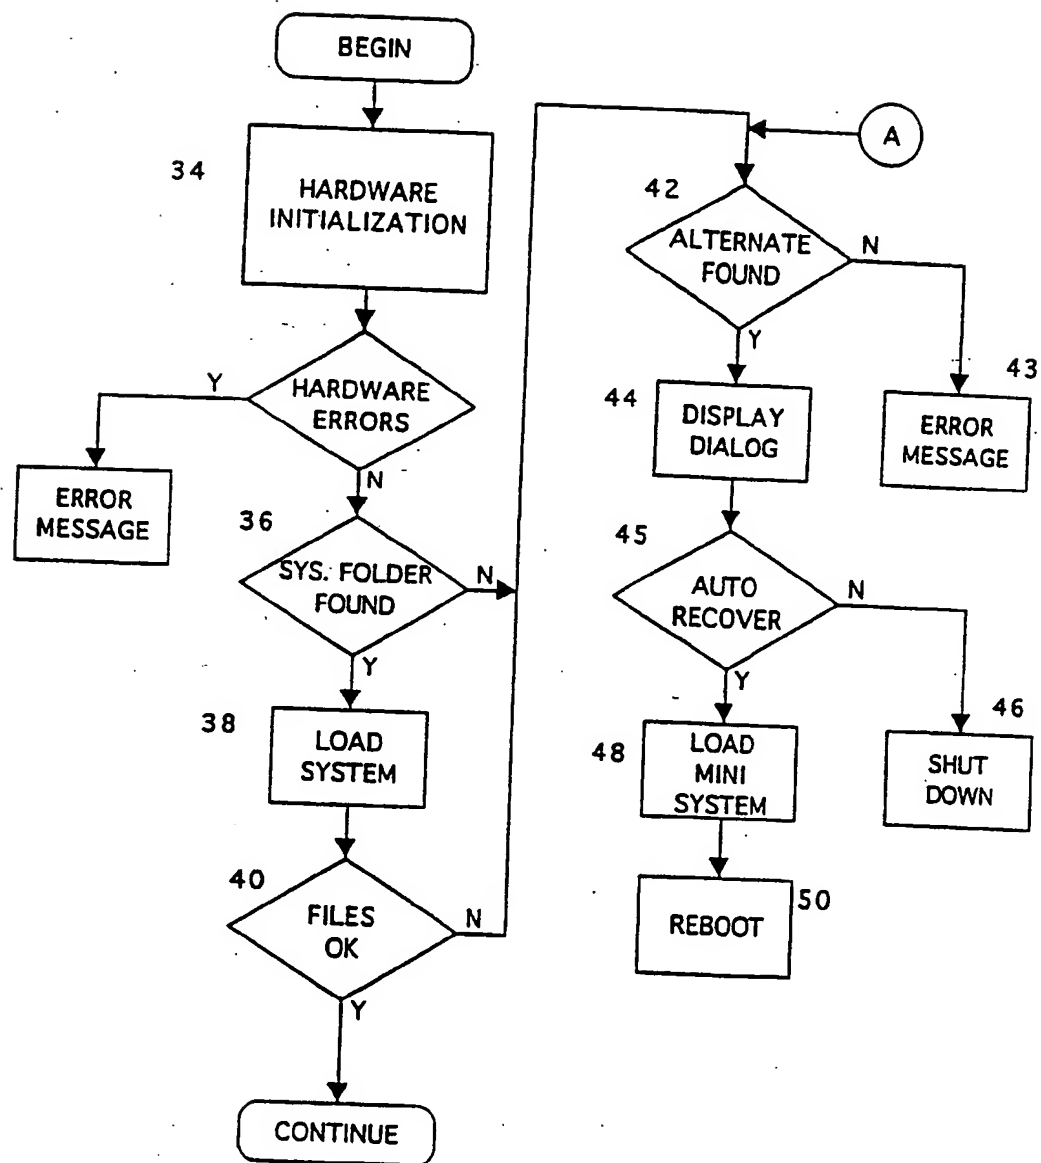 BEGIN
34
HARDWARE
INITIALIZATION
Y
HARDWARE
ERRORS
N
ERROR
MESSAGE
36
SYS. FOLDER
FOUND
N
Y
38
LOAD
SYSTEM
40
FILES
OK
N
Y
CONTINUE
A
42
ALTERNATE
FOUND
N
Y
43
ERROR
MESSAGE
44
DISPLAY
DIALOG
45
AUTO
RECOVER
N
Y
46
SHUT
DOWN
48
LOAD
MINI
SYSTEM
50
REBOOT